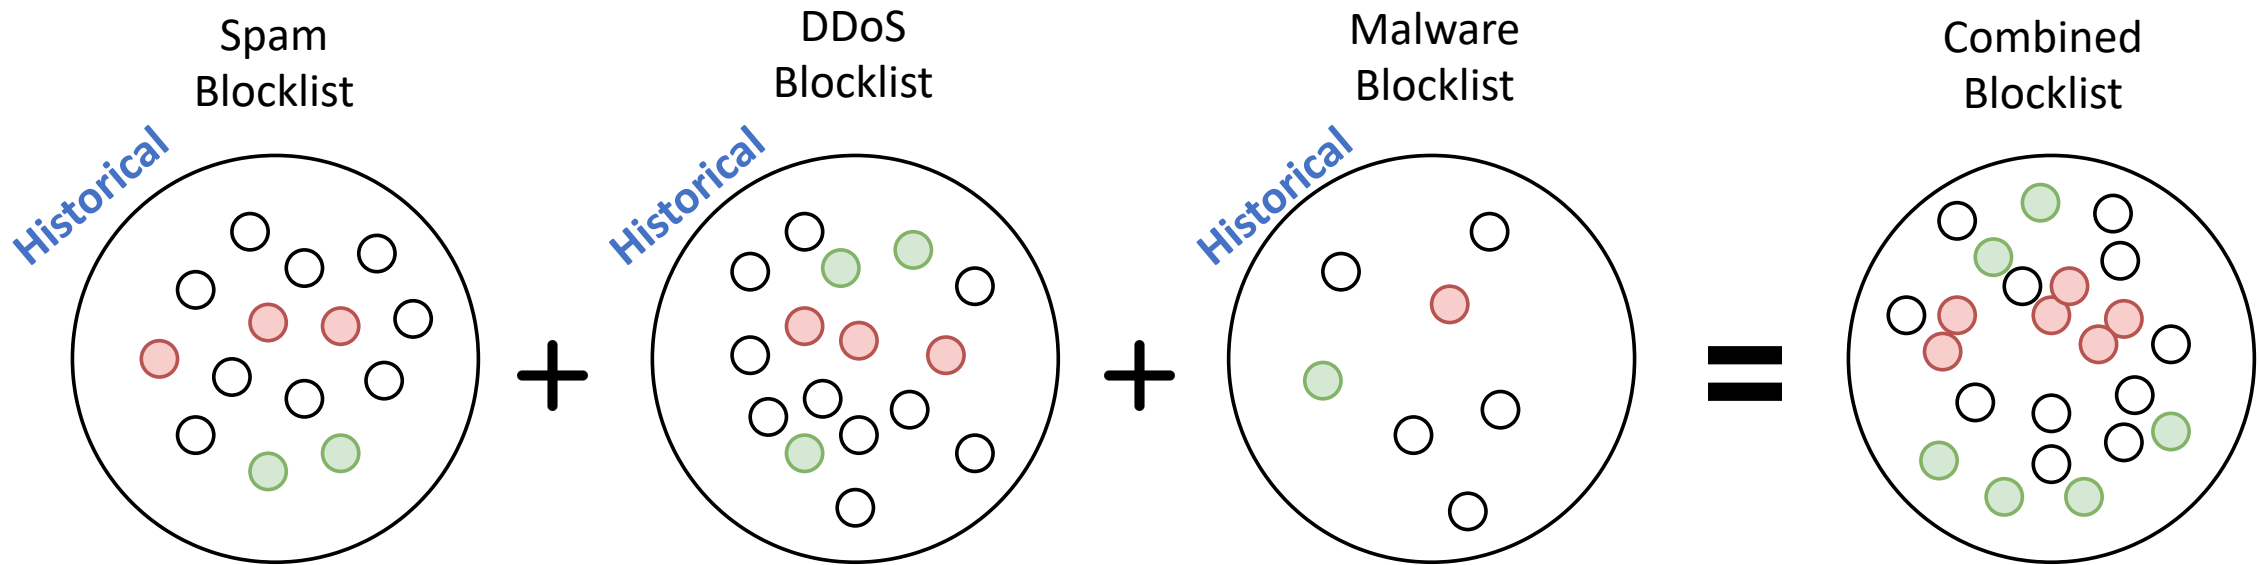 Spam
Blocklist
DDoS
Blocklist
Malware
Blocklist
Combined
Blocklist
Historical
Historical
Historical
+
+
=